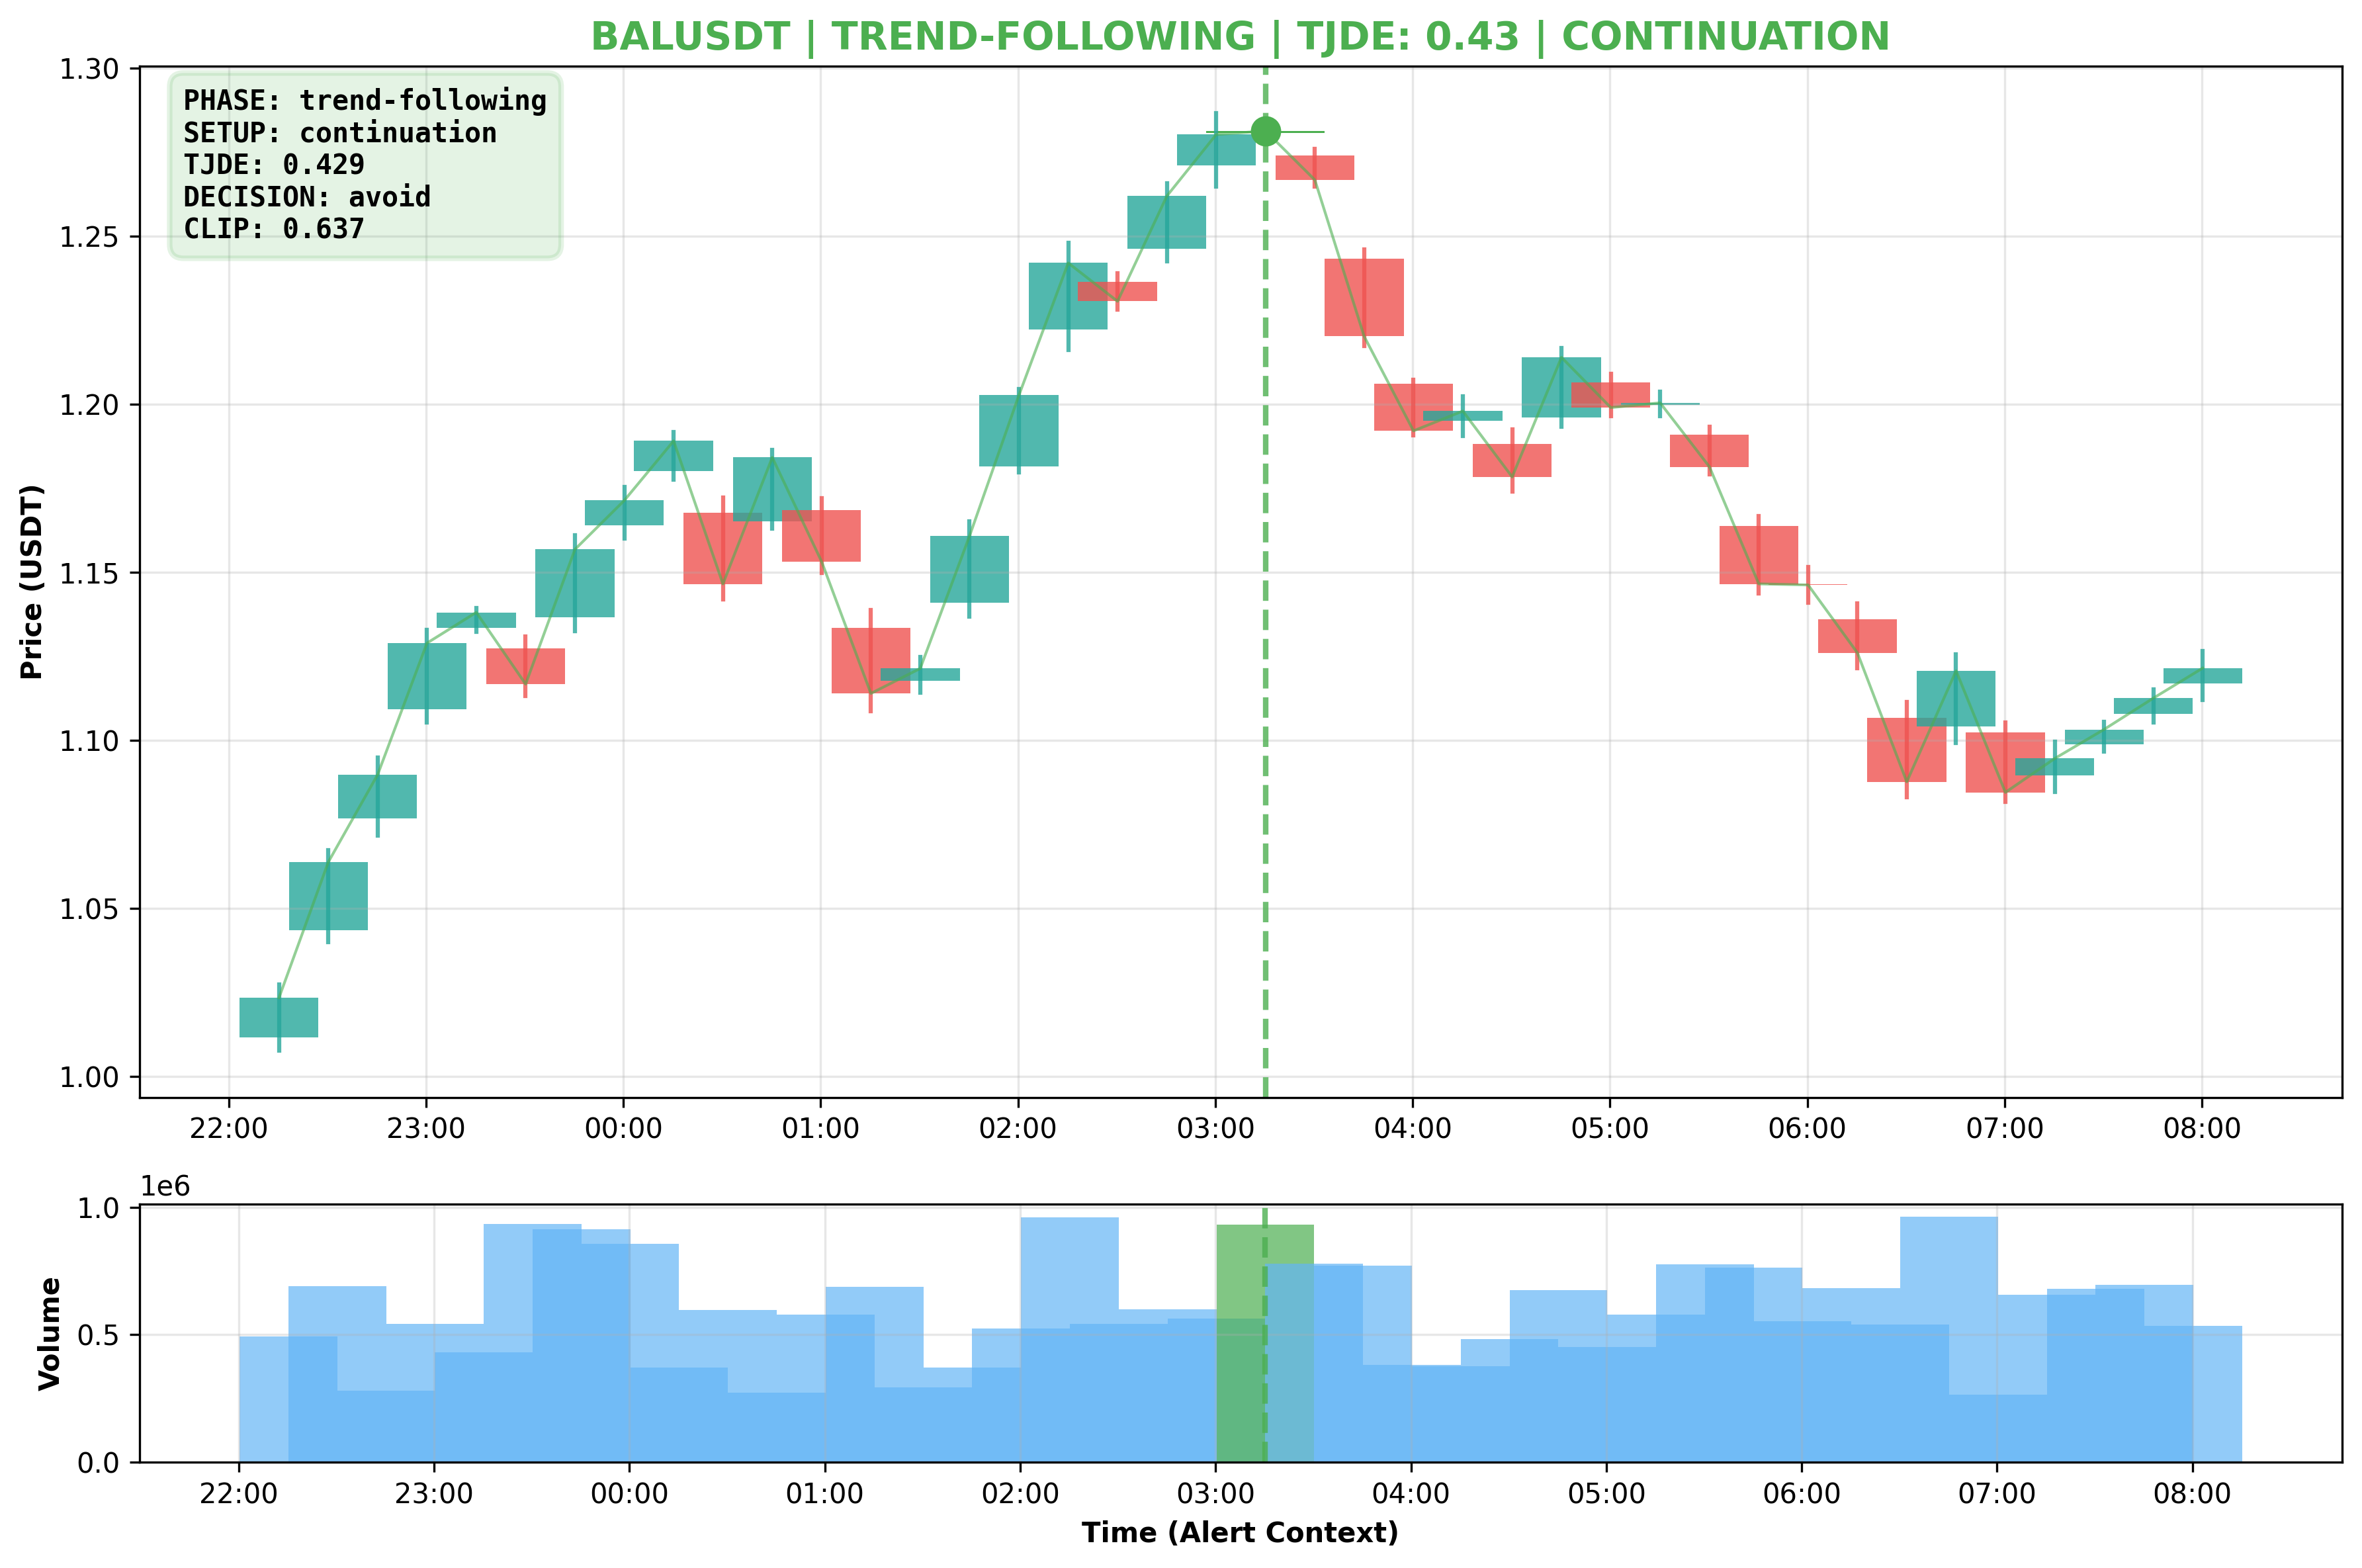 BALUSDT | TREND-FOLLOWING | TJDE: 0.43 | CONTINUATION
PHASE: trend-following
SETUP: continuation
TJDE: 0.429
DECISION: avoid
CLIP: 0.637
Price (USDT)
1.30
1.25
1.20
1.15
1.10
1.05
1.00
22:00 23:00 00:00 01:00 02:00 03:00 04:00 05:00 06:00 07:00 08:00
1e6
Volume
1.0
0.5
0.0
22:00 23:00 00:00 01:00 02:00 03:00 04:00 05:00 06:00 07:00 08:00
Time (Alert Context)